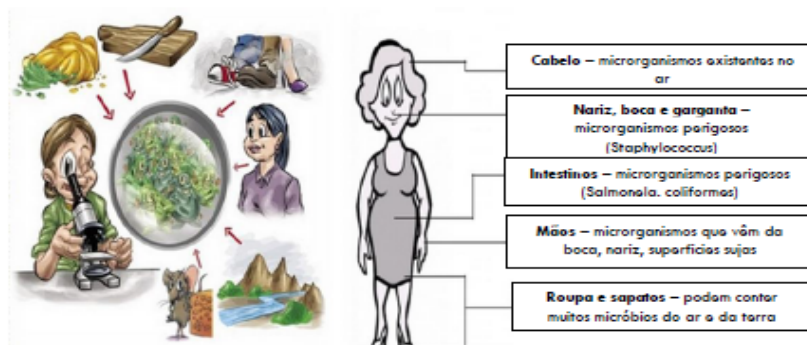 Cabelo – microrganismos existentes no
ar
Nariz, boca e garganta –
microrganismos perigosos
(Staphylococcus)
Intestinos – microrganismos perigosos
(Salmonela, coliformes)
Mãos – microrganismos que vêm da
boca, nariz, superfícies sujas
Roupa e sapatos – podem conter
muitos micróbios do ar e da terra